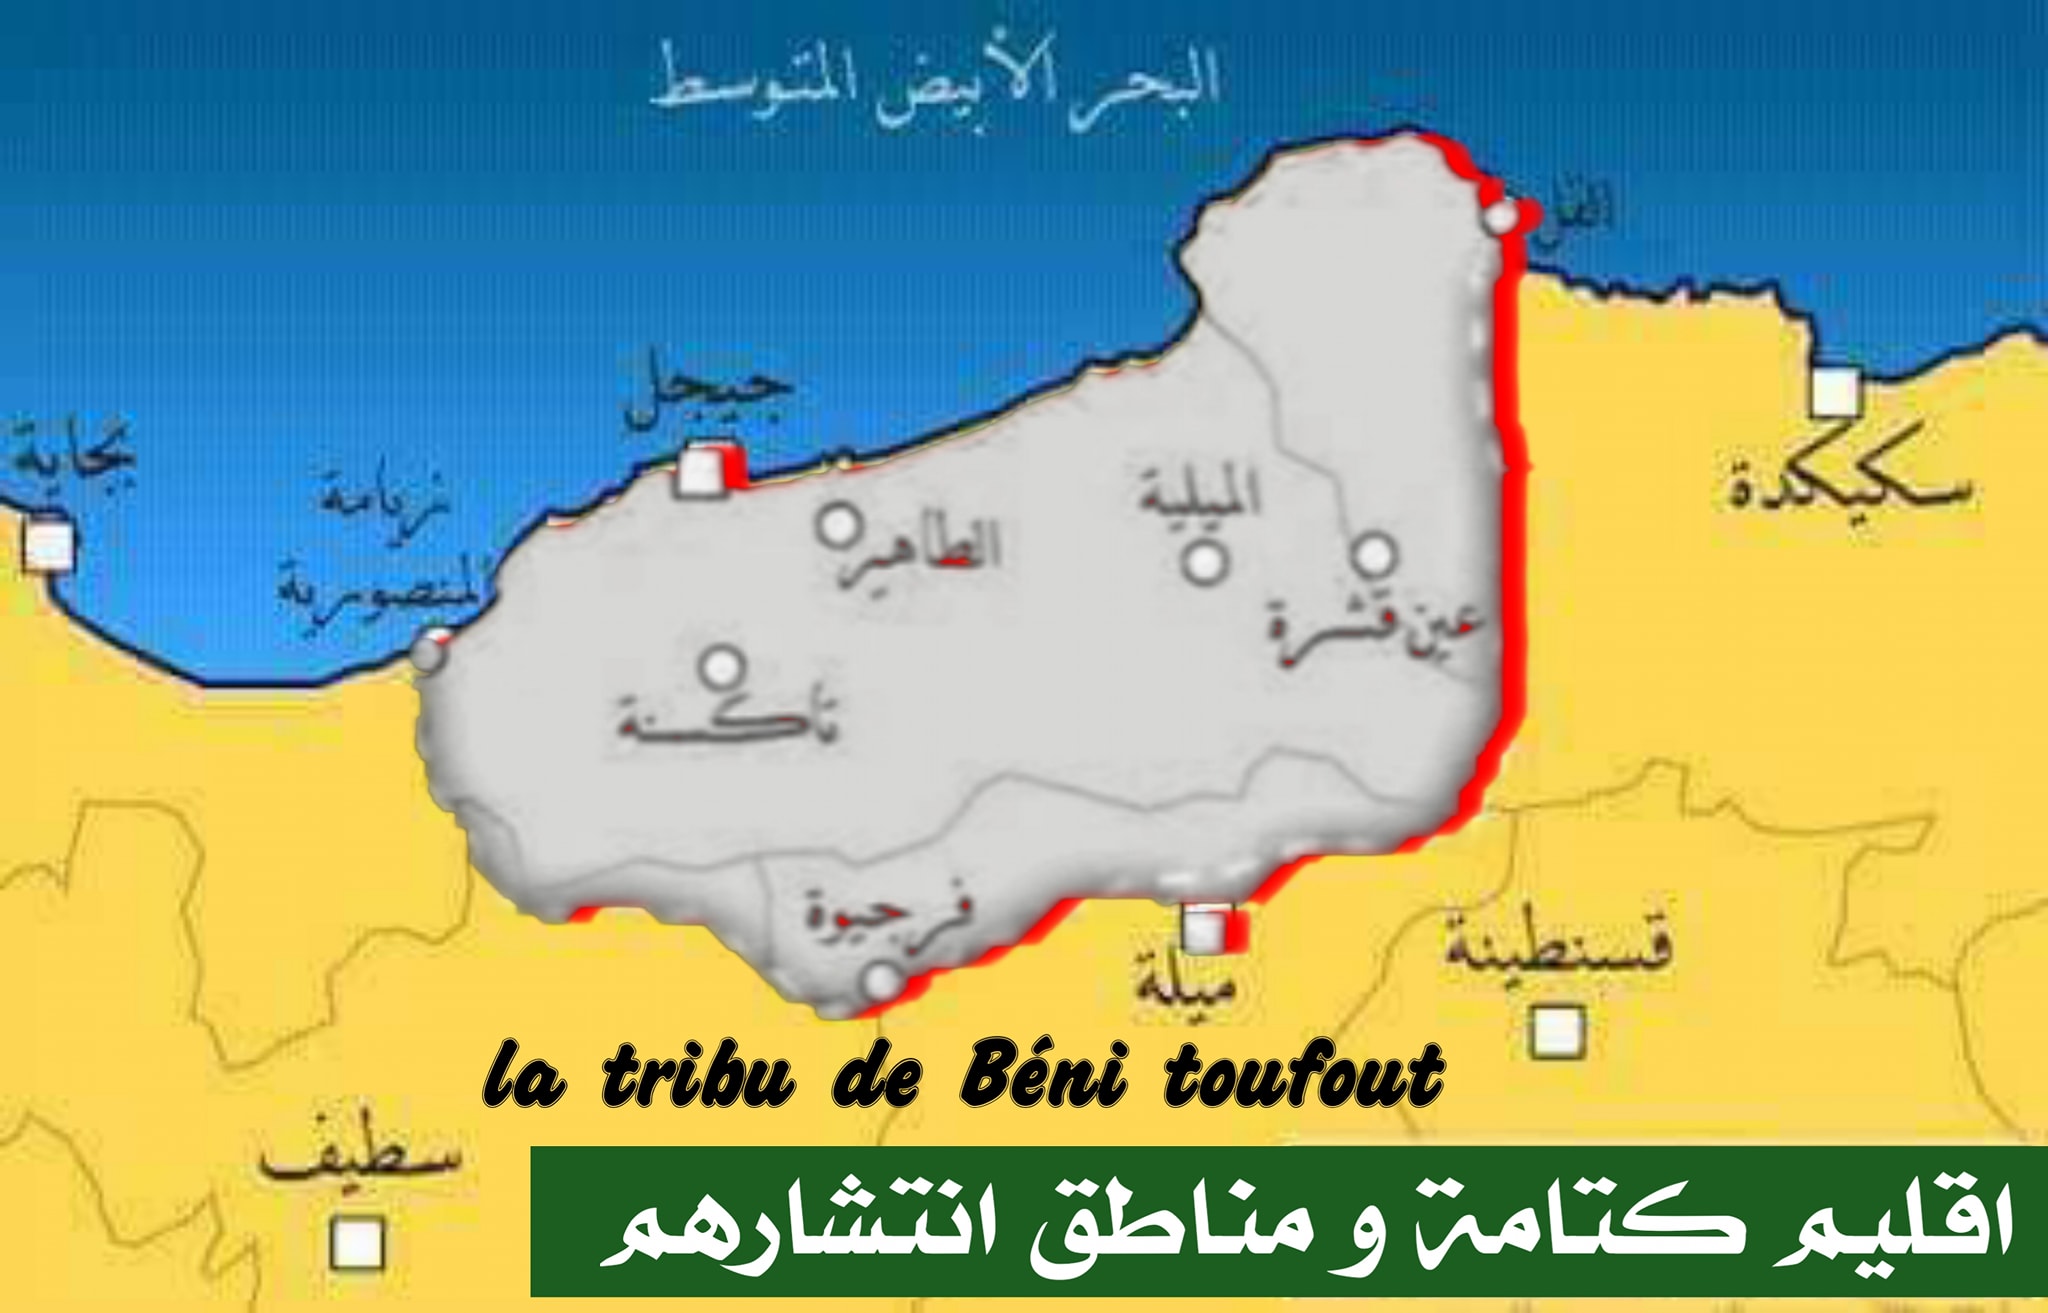 البحر الأبيض المتوسط
القل
جيجل
بجاية
زيامة
المنصورية
الطاهير
الميلية
عين قشرة
سكيكدة
تاكسنة
فرجيوة
ميلة
قسنطينة
سطيف
la tribu de Béni toufout
اقليم كتامة و مناطق انتشارهم